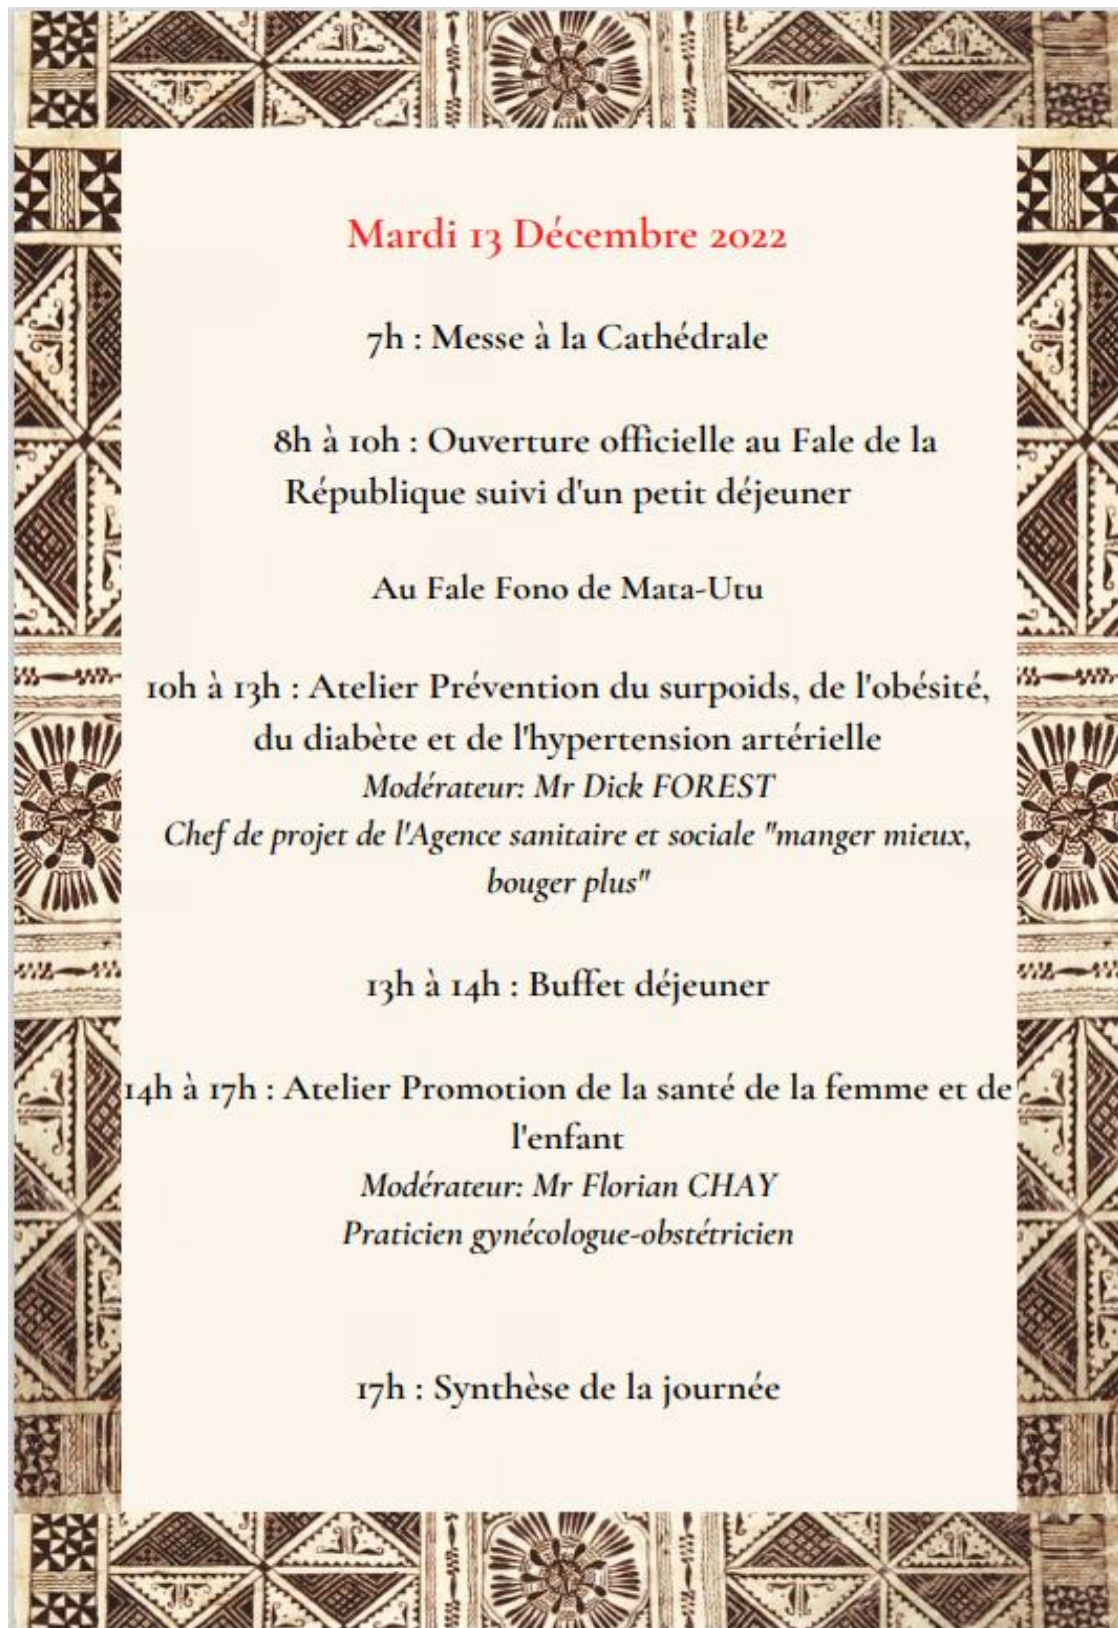 Mardi 13 Décembre 2022
7h : Messe à la Cathédrale
8h à 10h : Ouverture officielle au Fale de la
République suivi d'un petit déjeuner
Au Fale Fono de Mata-Utu
10h à 13h : Atelier Prévention du surpoids, de l'obésité,
du diabète et de l'hypertension artérielle
Modérateur: Mr Dick FOREST
Chef de projet de l'Agence sanitaire et sociale "manger mieux,
bouger plus"
13h à 14h : Buffet déjeuner
14h à 17h : Atelier Promotion de la santé de la femme et de
l'enfant
Modérateur: Mr Florian CHAY
Praticien gynécologue-obstétricien
17h : Synthèse de la journée